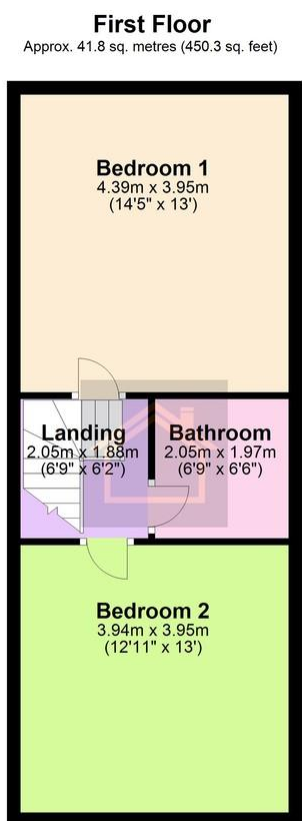 First Floor
Approx. 41.8 sq. metres (450.3 sq. feet)
Bedroom 1
4.39m x 3.95m
(14'5" x 13')
Landing
2.05m x 1.88m
(6'9" x 6'2")
Bathroom
2.05m x 1.97m
(6'9" x 6'6")
Bedroom 2
3.94m x 3.95m
(12'11" x 13')